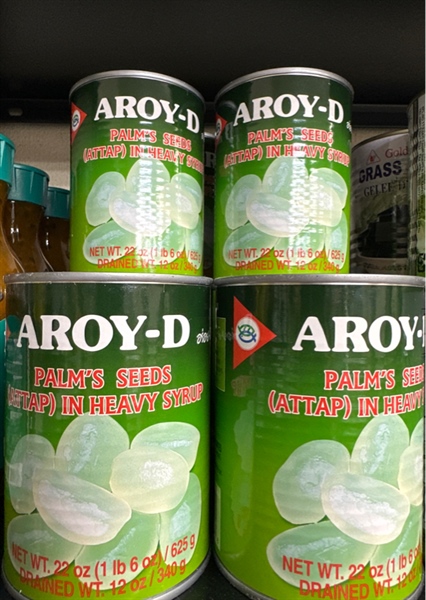 AROY-D
PALM'S SEEDS
(ATTAP) IN HEAVY SYRUP
NET WT. 22 oz (1 lb 6 oz) / 625 g
DRAINED WT. 12 oz / 340 g
AROY-D
PALM'S SEEDS
(ATTAP) IN HEAVY SYRUP
NET WT. 22 oz (1 lb 6 oz) / 625 g
DRAINED WT. 12 oz / 340 g
Gold
GRASS
AROY-D
PALM'S SEEDS
(ATTAP) IN HEAVY SYRUP
NET WT. 22 oz (1 lb 6 oz) / 625 g
DRAINED WT. 12 oz / 340 g
AROY-
PALM'S SEED
(ATTAP) IN HEAVY
NET WT. 22 oz (1 lb 6
DRAINED WT. 12 oz